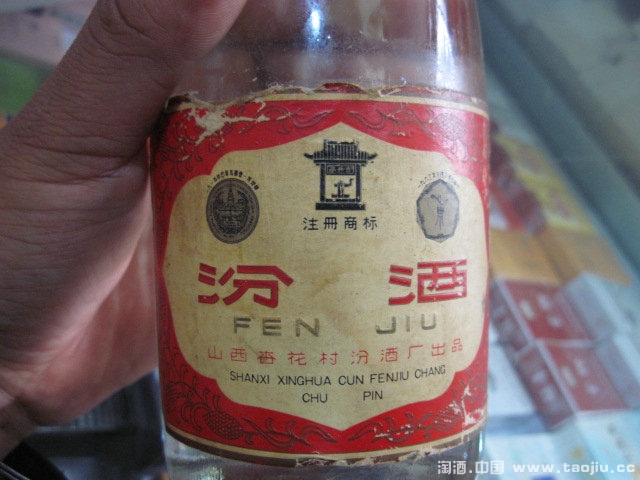 注册商标
汾酒
FEN JIU
山西杏花村汾酒厂出品
SHANXI XINGHUA CUN FENJIU CHANG
CHU PIN
淘酒.中国 www.taojiu.cc